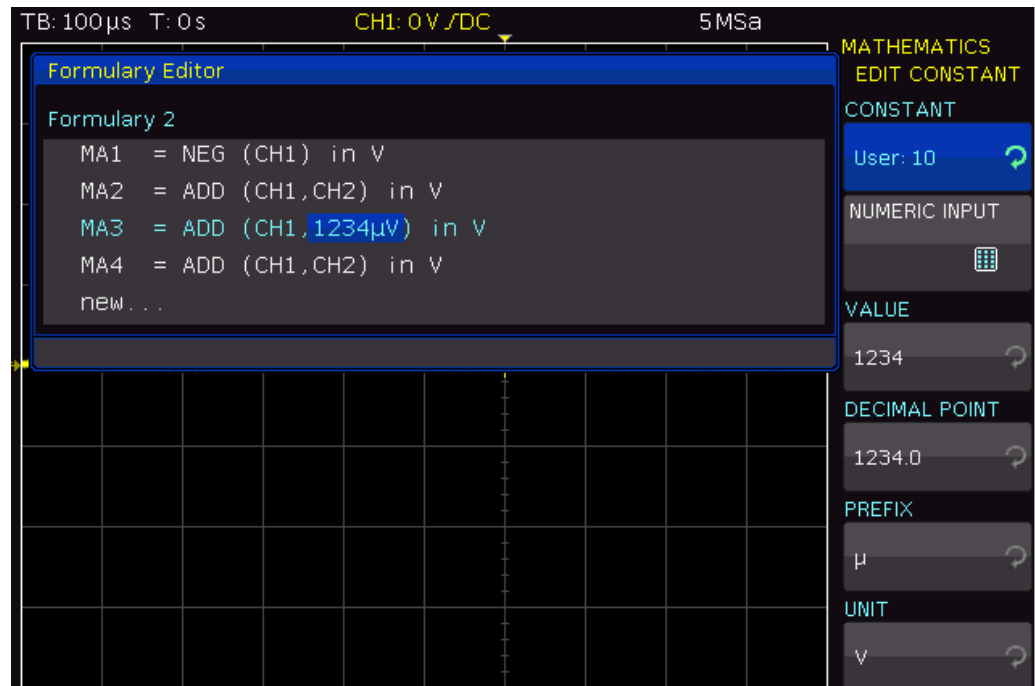 TB: 100µs T: 0s CH1: 0V./DC 5MSa
MATHEMATICS
EDIT CONSTANT
Formulary Editor
Formulary 2
MA1 = NEG (CH1) in V
MA2 = ADD (CH1,CH2) in V
MA3 = ADD (CH1,1234µV) in V
MA4 = ADD (CH1,CH2) in V
new...
CONSTANT
User: 10
NUMERIC INPUT
VALUE
1234
DECIMAL POINT
1234.0
PREFIX
µ
UNIT
V